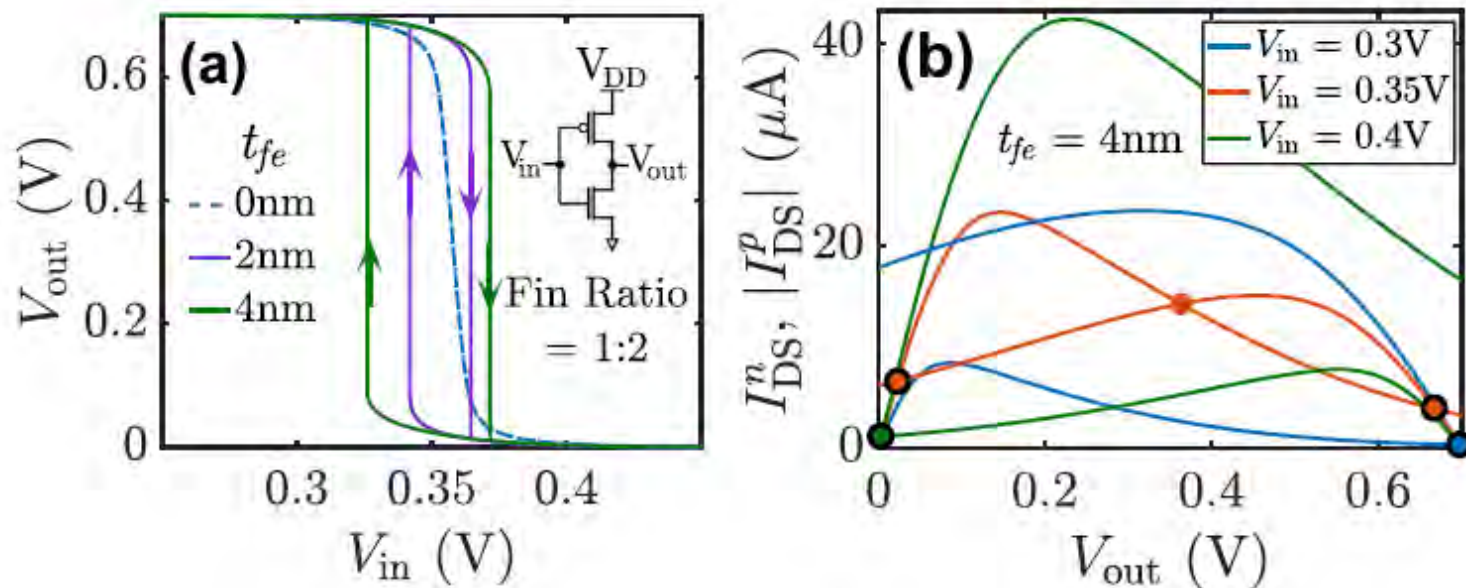 (a)
V_out (V)
0.6
0.4
0.2
0
0.3
0.35
0.4
V_in (V)
t_fe
0nm
2nm
4nm
V_DD
V_in
V_out
Fin Ratio
= 1:2
(b)
I^n_DS, |I^p_DS| (μA)
40
20
0
0
0.2
0.4
0.6
V_out (V)
V_in = 0.3V
V_in = 0.35V
V_in = 0.4V
t_fe = 4nm